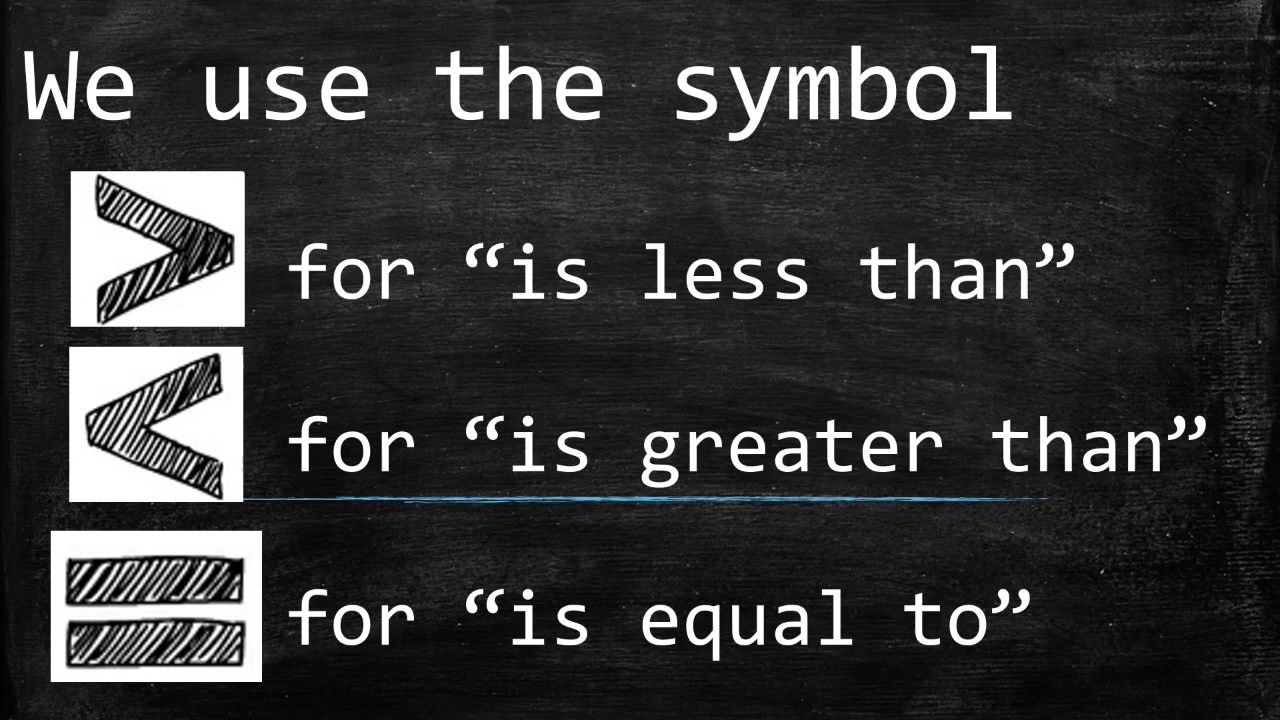 We use the symbol
> for “is less than”
< for “is greater than”
= for “is equal to”